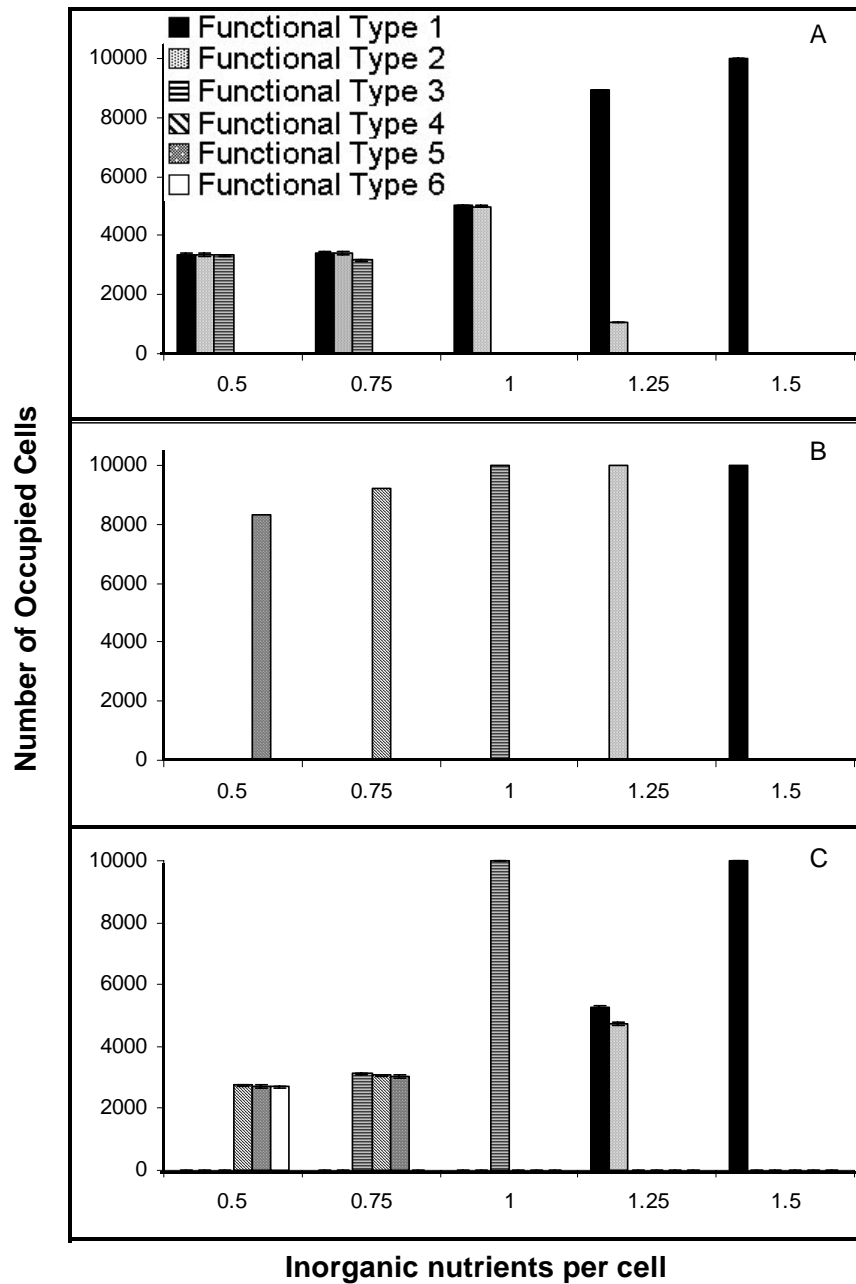 Functional Type 1
Functional Type 2
Functional Type 3
Functional Type 4
Functional Type 5
Functional Type 6
A
10000
8000
6000
4000
2000
0
0.5 0.75 1 1.25 1.5
B
10000
8000
6000
4000
2000
0
0.5 0.75 1 1.25 1.5
C
10000
8000
6000
4000
2000
0
0.5 0.75 1 1.25 1.5
Number of Occupied Cells
Inorganic nutrients per cell